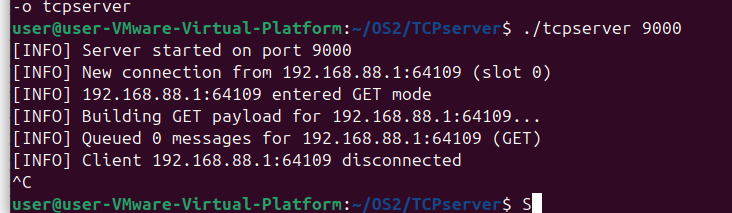 -o tcpserver
user@user-VMware-Virtual-Platform:~/OS2/TCPserver$ ./tcpserver 9000
[INFO] Server started on port 9000
[INFO] New connection from 192.168.88.1:64109 (slot 0)
[INFO] 192.168.88.1:64109 entered GET mode
[INFO] Building GET payload for 192.168.88.1:64109...
[INFO] Queued 0 messages for 192.168.88.1:64109 (GET)
[INFO] Client 192.168.88.1:64109 disconnected
^C
user@user-VMware-Virtual-Platform:~/OS2/TCPserver$ S